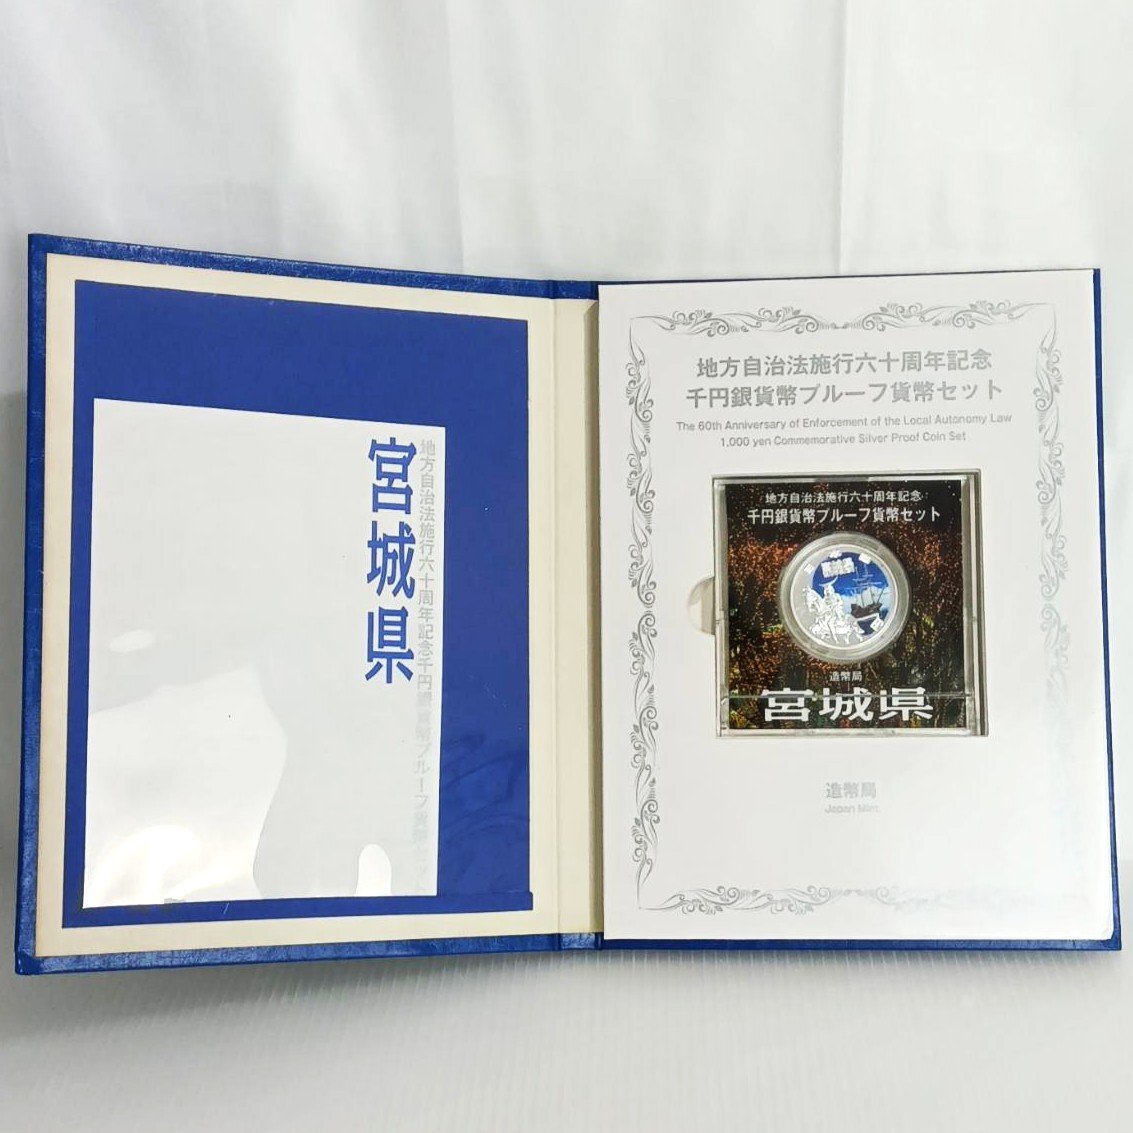 宮城県
地方自治法施行六十周年記念千円銀貨幣プルーフ貨幣セット
地方自治法施行六十周年記念
千円銀貨幣プルーフ貨幣セット
The 60th Anniversary of Enforcement of the Local Autonomy Law
1,000 yen Commemorative Silver Proof Coin Set
地方自治法施行六十周年記念
千円銀貨幣プルーフ貨幣セット
造幣局
宮城県
造幣局
Japan Mint